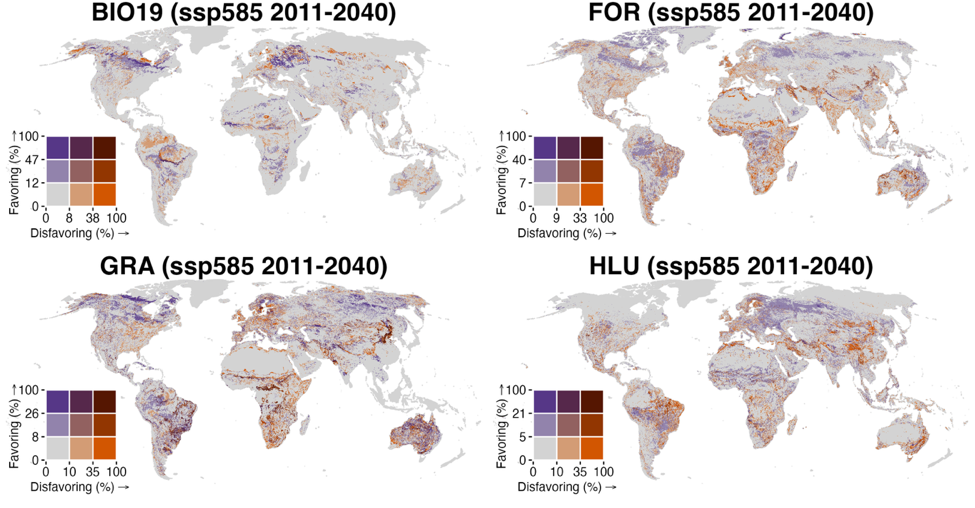 BIO19 (ssp585 2011-2040)
FOR (ssp585 2011-2040)
Favoring (%) →
100
47
12
0
0 8 38 100
Disfavoring (%) →
Favoring (%) →
100
40
7
0
0 9 33 100
Disfavoring (%) →
GRA (ssp585 2011-2040)
HLU (ssp585 2011-2040)
Favoring (%) →
100
26
8
0
0 10 35 100
Disfavoring (%) →
Favoring (%) →
100
21
5
0
0 10 35 100
Disfavoring (%) →